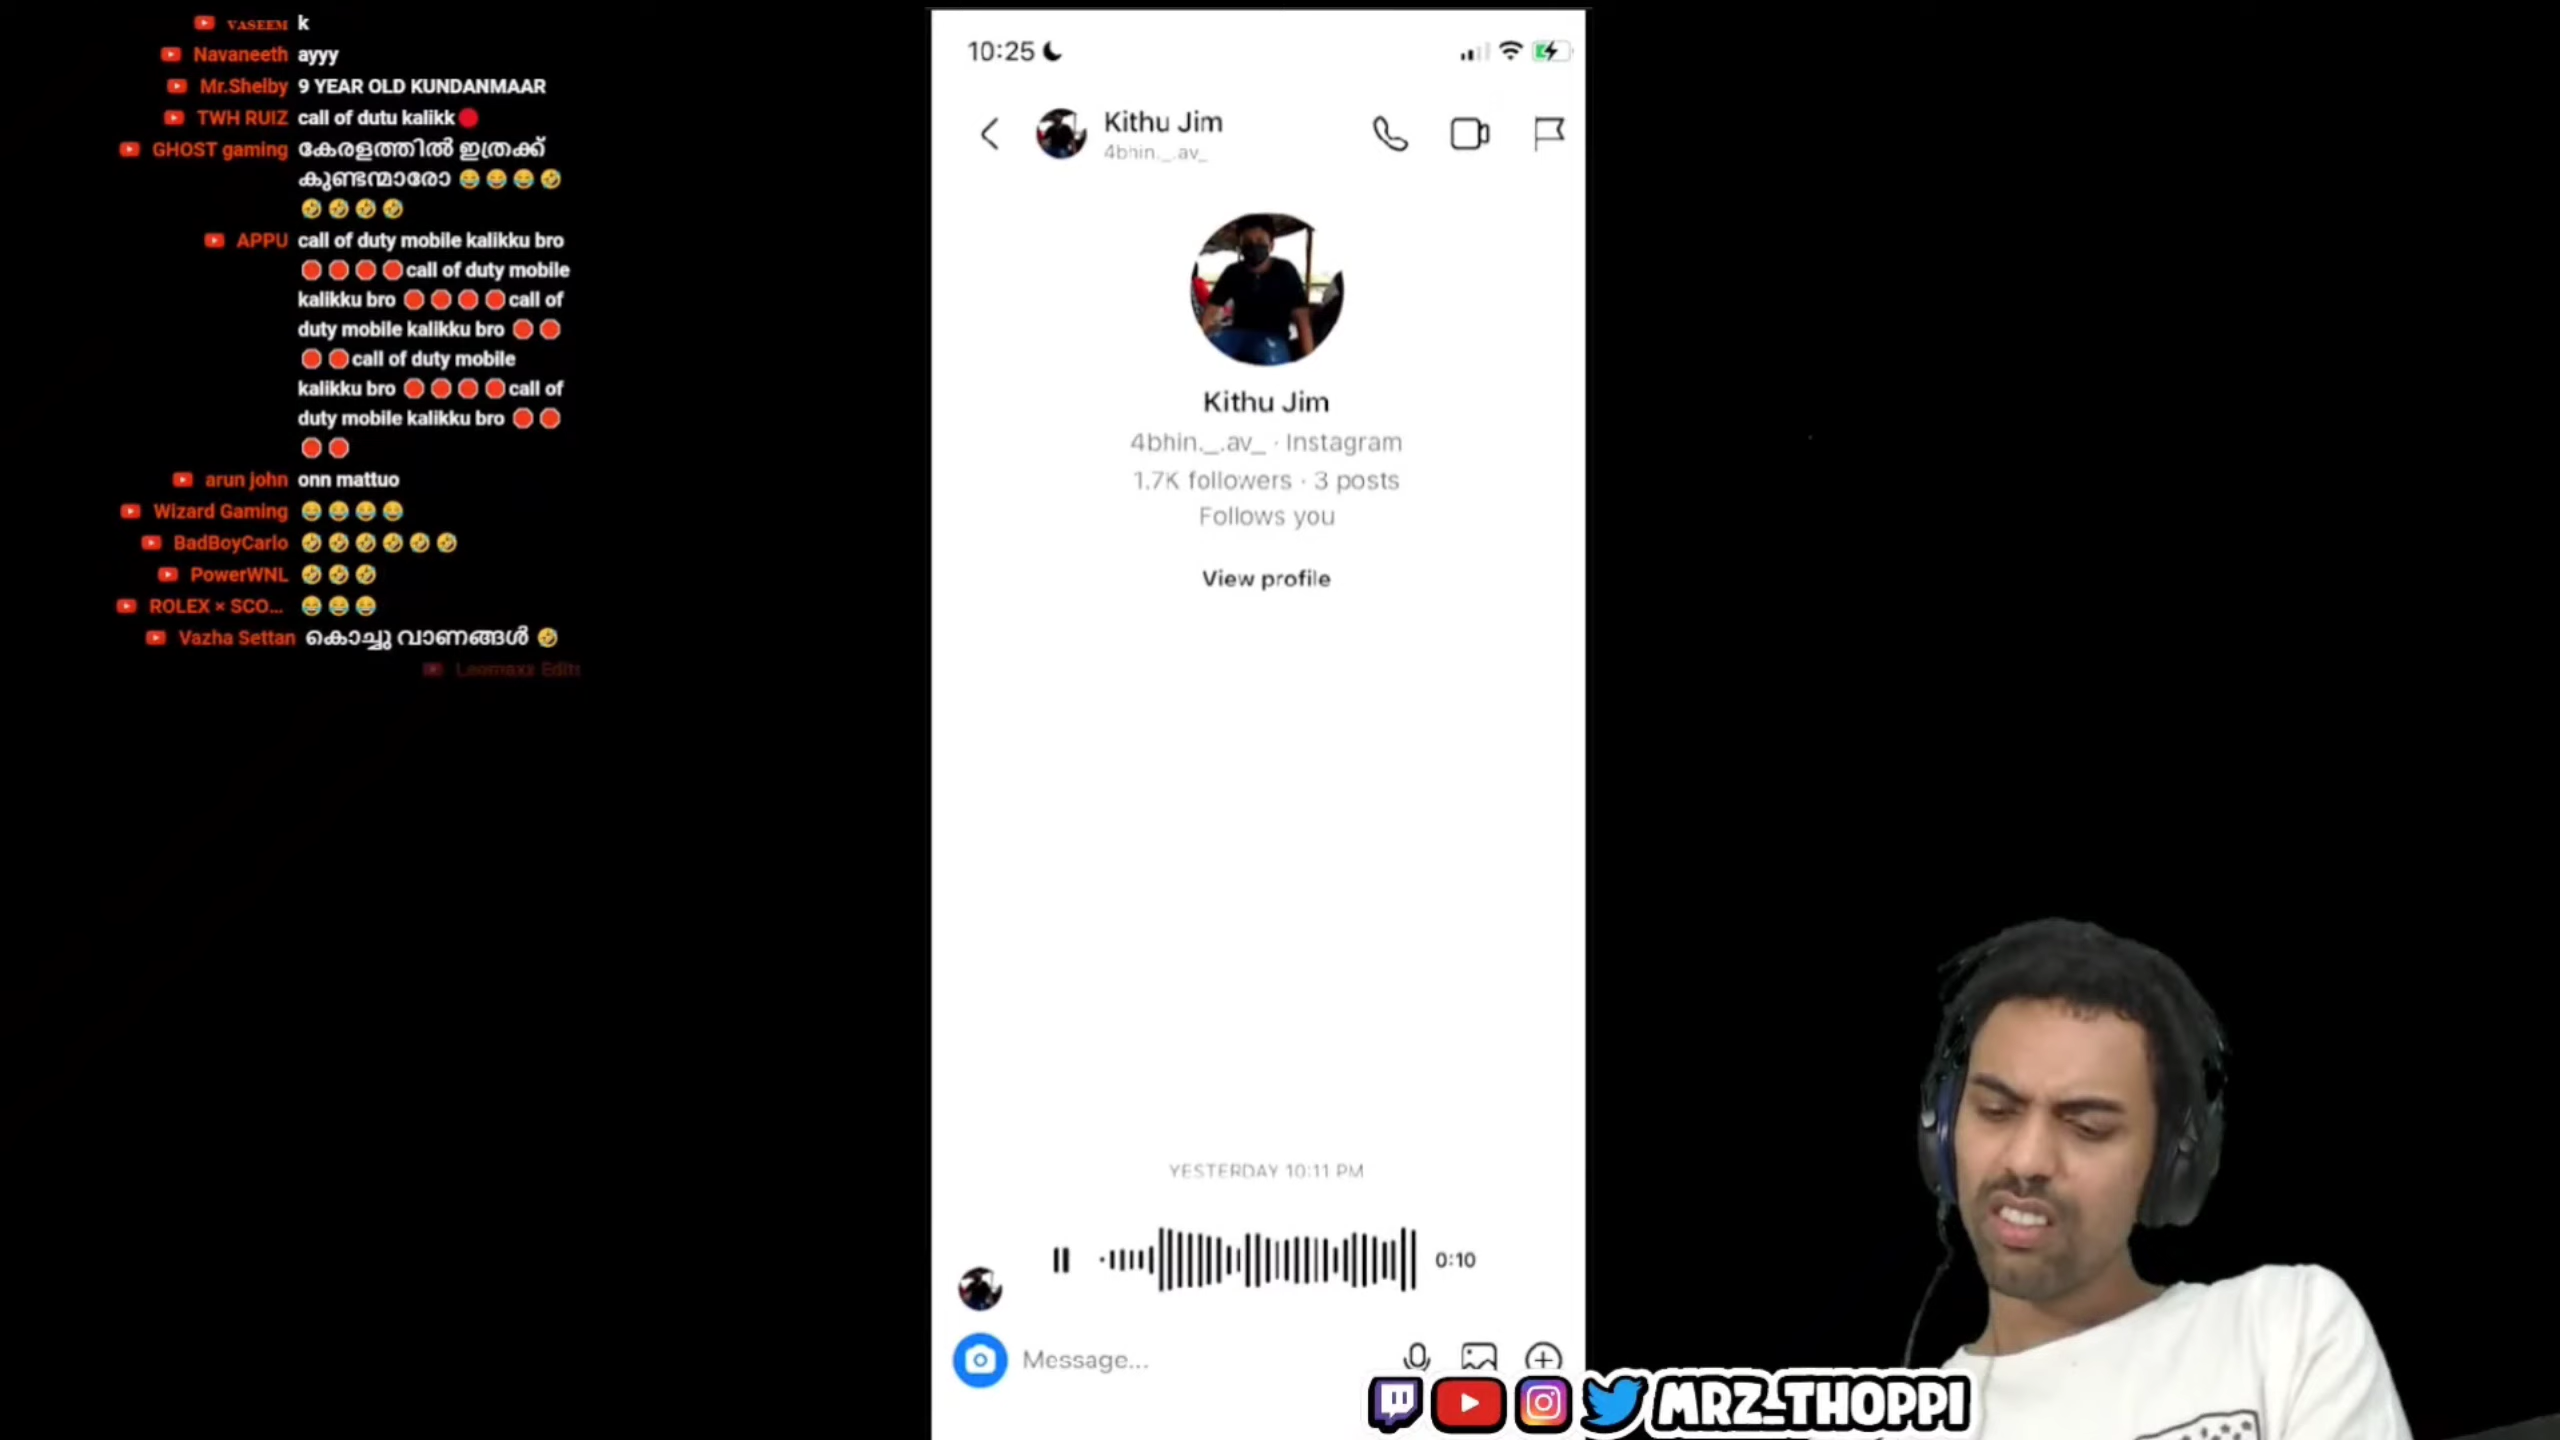 VASEEM k
Navaneeth ayyy
Mr.Shelby 9 YEAR OLD KUNDANMAAR
TWH RUIZ call of dutu kalikk
GHOST gaming കേരളത്തിൽ ഇത്രക്ക്
കുണ്ടന്മാരോ 😂😂😂🤣
🤣🤣🤣🤣
APPU call of duty mobile kalikku bro
🛑🛑🛑🛑call of duty mobile
kalikku bro 🛑🛑🛑🛑call of
duty mobile kalikku bro 🛑🛑
🛑🛑call of duty mobile
kalikku bro 🛑🛑🛑🛑call of
duty mobile kalikku bro 🛑🛑
🛑🛑
arun john onn mattuo
Wizard Gaming 😂😂😂😂
BadBoyCarlo 🤣🤣🤣🤣🤣🤣
PowerWNL 🤣🤣🤣
ROLEX × SCO... 😂😂😂
Vazha Settan കൊച്ചു വാണങ്ങൾ 🤣
Leomaxx Edits
10:25
Kithu Jim
4bhin._.av_
Kithu Jim
4bhin._.av_ · Instagram
1.7K followers · 3 posts
Follows you
View profile
YESTERDAY 10:11 PM
0:10
Message...
MRZ_THOPPI